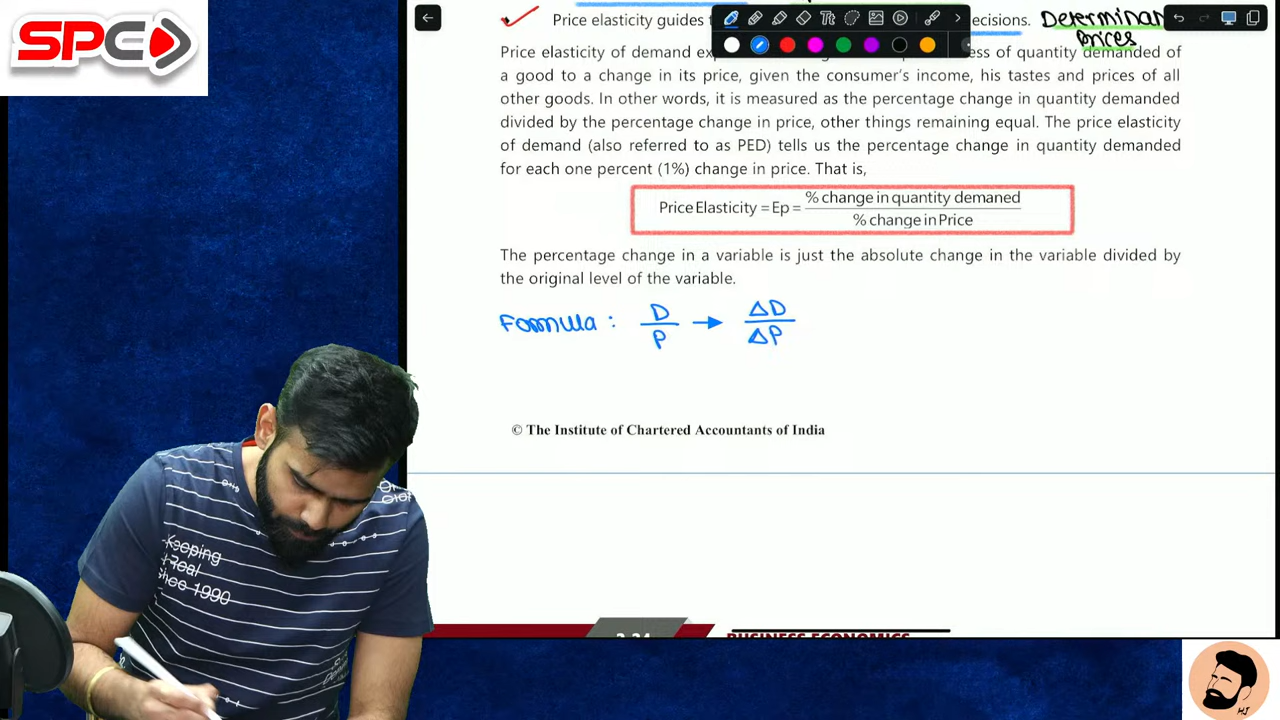 SPC
Price elasticity guides
ecisions. Determinan
prices
Price elasticity of demand ex ess of quantity demanded of
a good to a change in its price, given the consumer's income, his tastes and prices of all
other goods. In other words, it is measured as the percentage change in quantity demanded
divided by the percentage change in price, other things remaining equal. The price elasticity
of demand (also referred to as PED) tells us the percentage change in quantity demanded
for each one percent (1%) change in price. That is,
Price Elasticity = Ep = % change in quantity demaned
% change in Price
The percentage change in a variable is just the absolute change in the variable divided by
the original level of the variable.
Formula : D/P → ΔD/ΔP
© The Institute of Chartered Accountants of India
BUSINESS ECONOMICS
Keeping
Real
1990
HJ